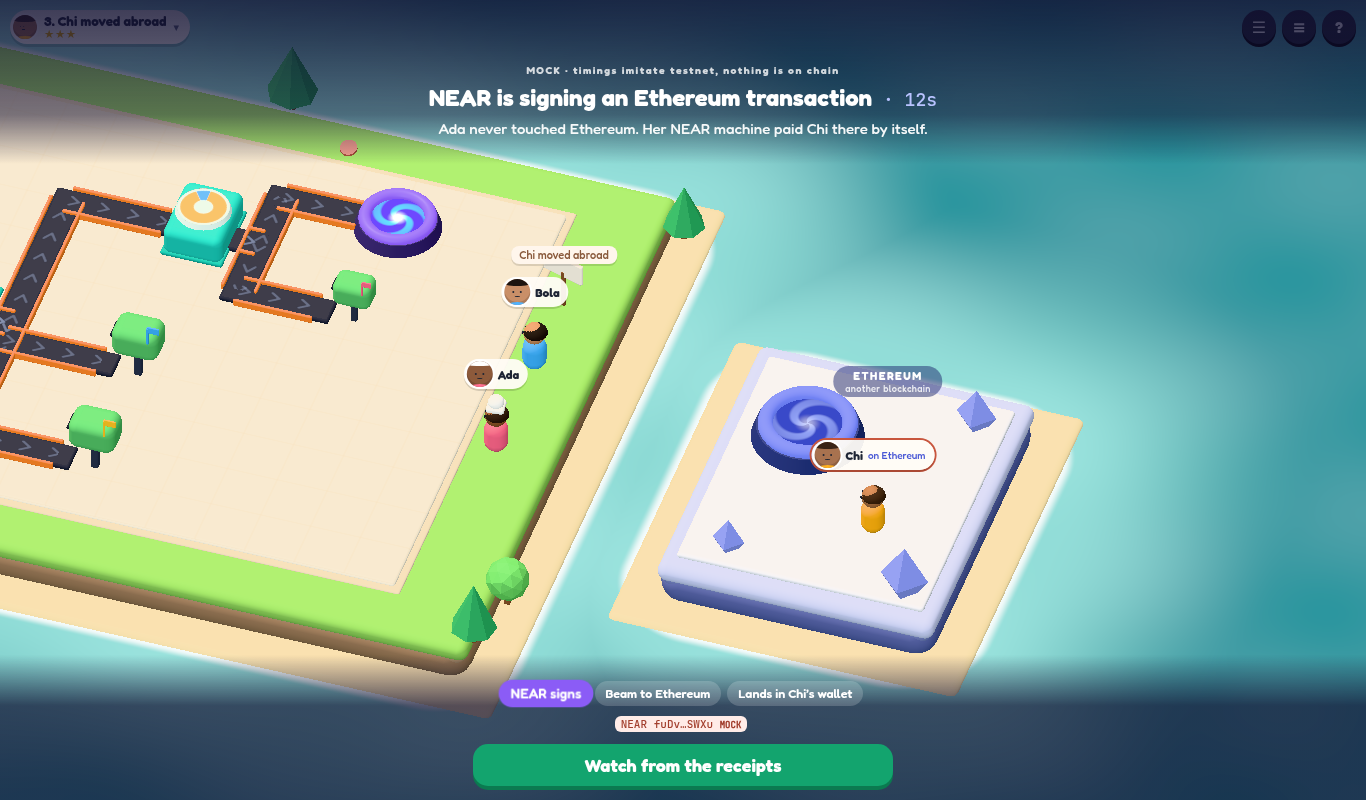 3. Chi moved abroad
★★★
?
MOCK · timings imitate testnet, nothing is on chain
NEAR is signing an Ethereum transaction · 12s
Ada never touched Ethereum. Her NEAR machine paid Chi there by itself.
Chi moved abroad
Bola
Ada
ETHEREUM
another blockchain
Chi on Ethereum
NEAR signs
Beam to Ethereum
Lands in Chi's wallet
NEAR fuDv…SWXu MOCK
Watch from the receipts